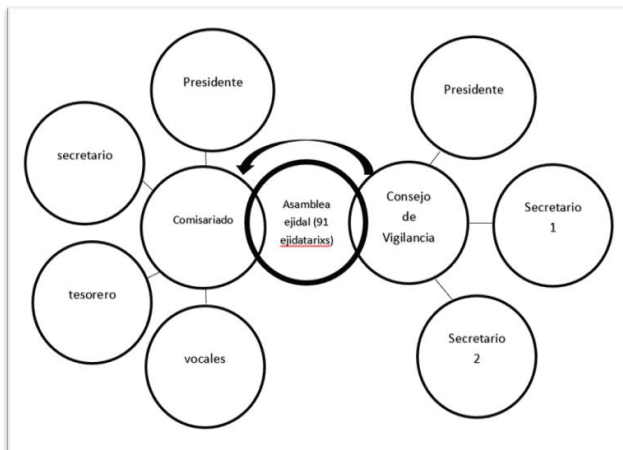 Presidente
secretario
Comisariado
tesorero
vocales
Asamblea
ejidal (91
ejidatarixs)
Consejo
de
Vigilancia
Presidente
Secretario
1
Secretario
2